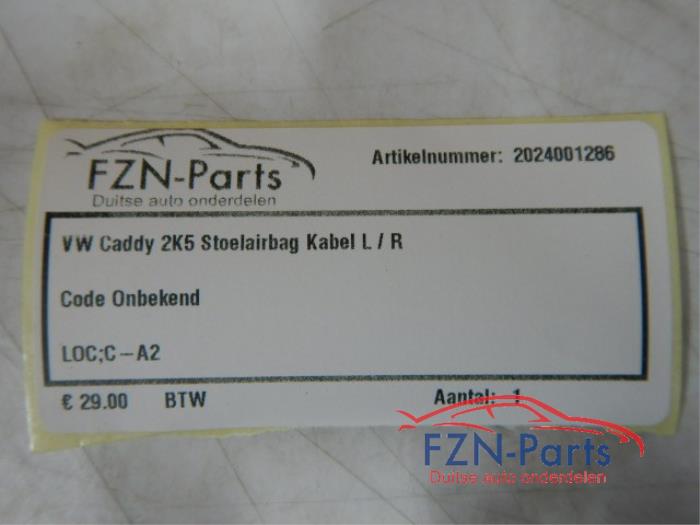 FZN-Parts
Duitse auto onderdelen
Artikelnummer: 2024001286
VW Caddy 2K5 Stoelairbag Kabel L / R
Code Onbekend
LOC;C-A2
€ 29.00 BTW Aantal: 1
FZN-Parts
Duitse auto onderdelen